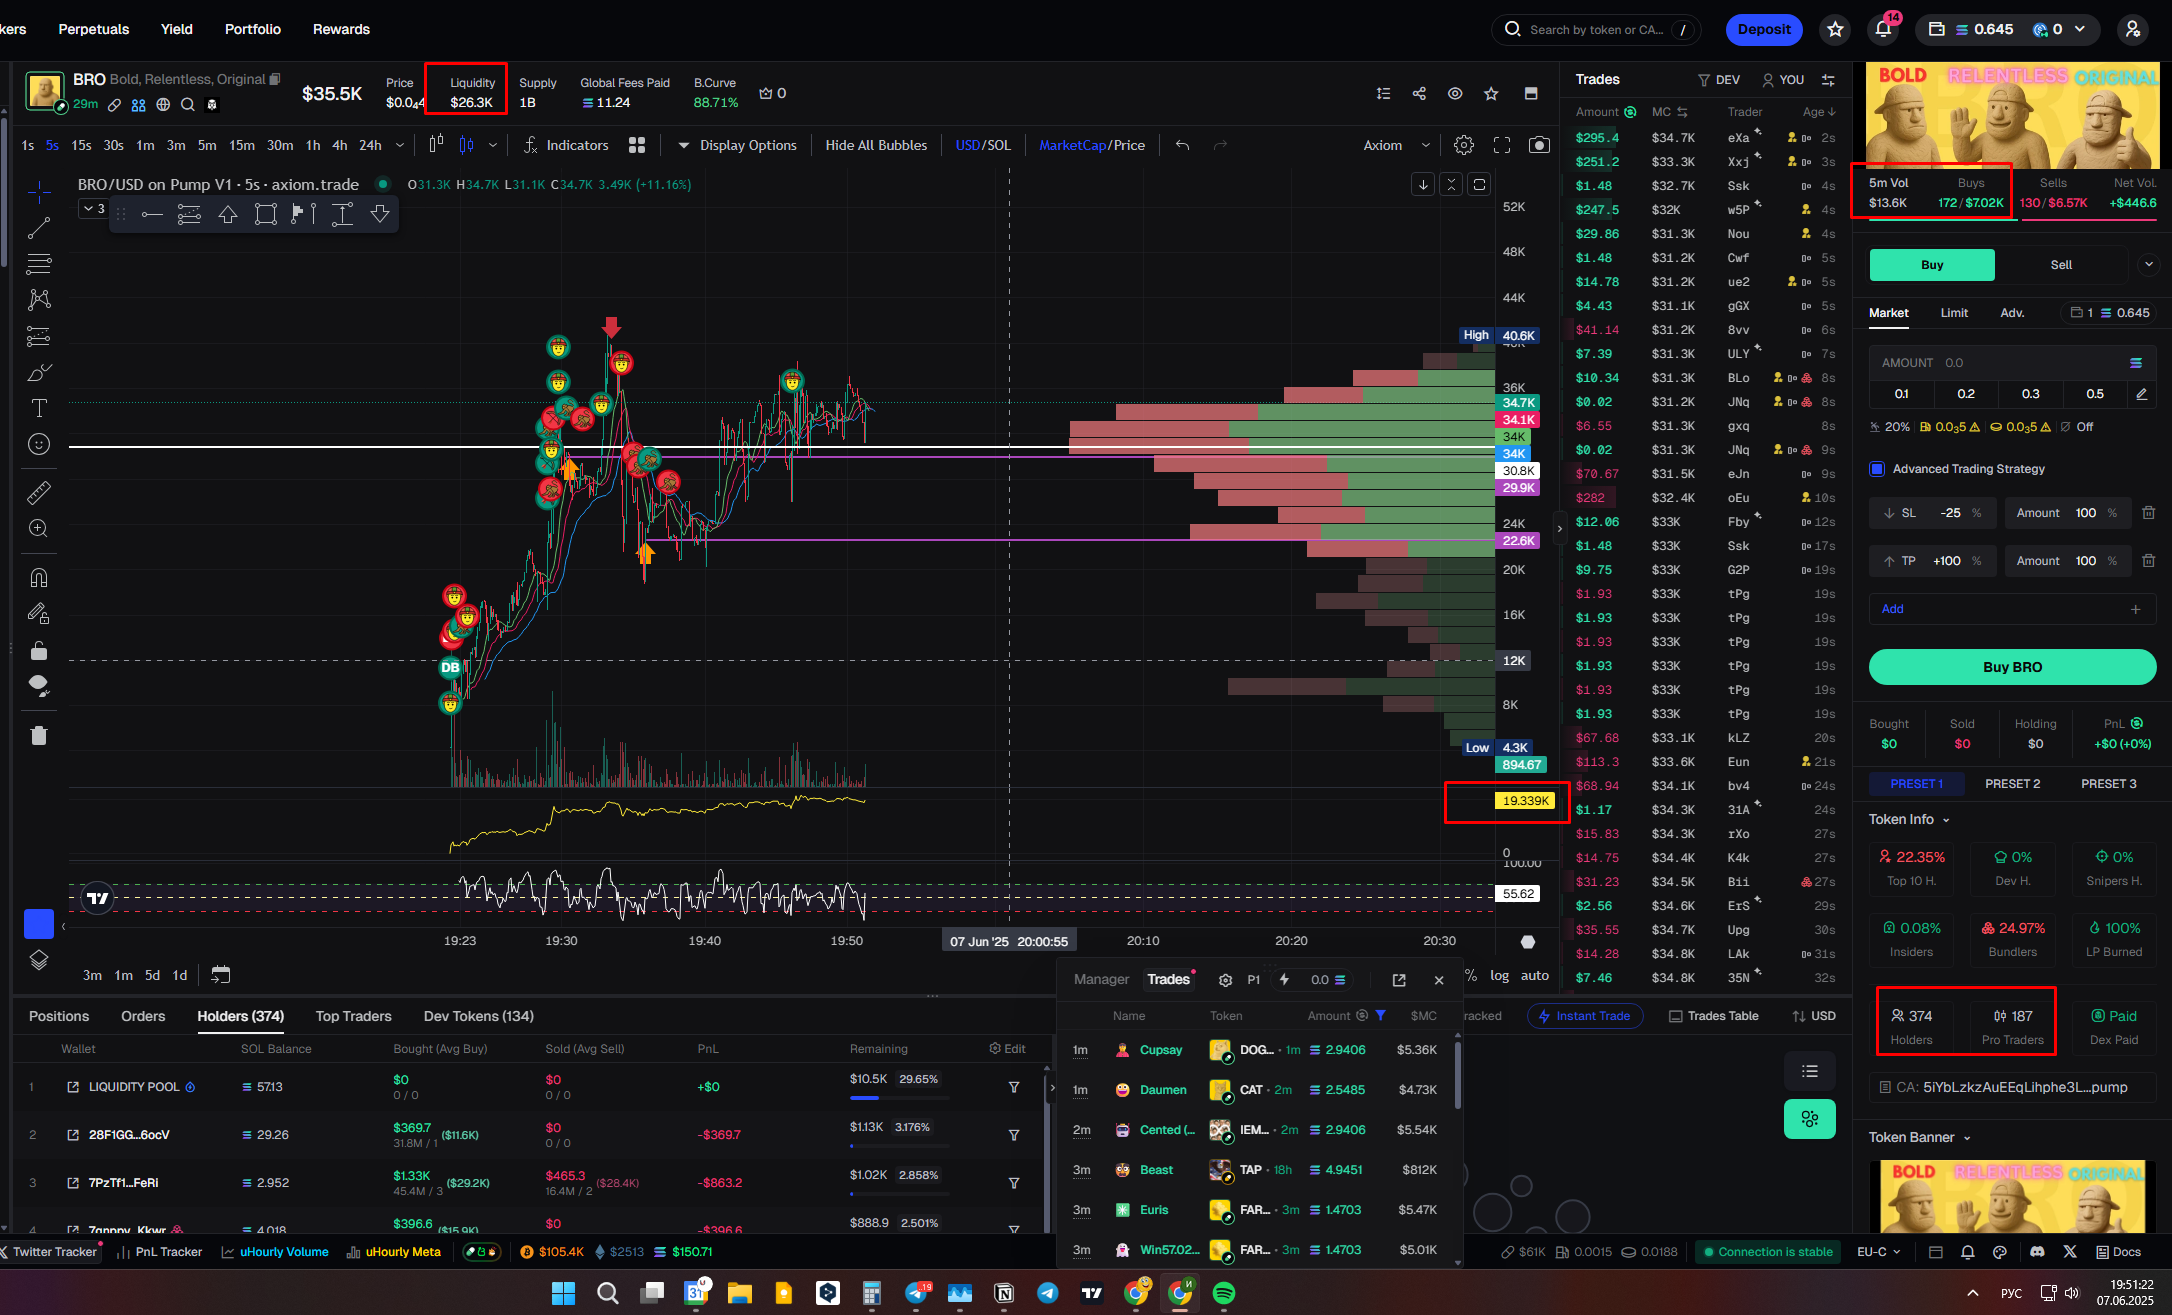 kers Perpetuals Yield Portfolio Rewards Search by token or CA... / Deposit 14 0.645 0
BRO Bold, Relentless, Original
29m
$35.5K
Price Liquidity Supply Global Fees Paid B.Curve
$0.0₄4 $26.3K 1B 11.24 88.71% 0
1s 5s 15s 30s 1m 3m 5m 15m 30m 1h 4h 24h Indicators Display Options Hide All Bubbles USD/SOL MarketCap/Price Axiom
BRO/USD on Pump V1 · 5s · axiom.trade O31.3K H34.7K L31.1K C34.7K 3.49K (+11.16%)
3
52K
48K
44K
High 40.6K
36K
34.7K
34.1K
34K
34K
30.8K
29.9K
24K
22.6K
20K
16K
12K
8K
Low 4.3K
894.67
19.339K
0
100.00
55.62
DB
19:23 19:30 19:40 19:50 07 Jun '25 20:00:55 20:10 20:20 20:30
3m 1m 5d 1d % log auto
Trades DEV YOU
Amount MC Trader Age
$295.4 $34.7K eXa 2s
$251.2 $33.3K Xxj 3s
$1.48 $32.7K Ssk 4s
$247.5 $32K w5P 4s
$29.86 $31.3K Nou 4s
$1.48 $31.2K Cwf 5s
$14.78 $31.2K ue2 5s
$4.43 $31.1K gGX 5s
$41.14 $31.2K 8vv 6s
$7.39 $31.3K ULY 7s
$10.34 $31.3K BLo 8s
$0.02 $31.2K JNq 8s
$6.55 $31.3K gxq 8s
$0.02 $31.3K JNq 9s
$70.67 $31.5K eJn 9s
$282 $32.4K oEu 10s
$12.06 $33K Fby 12s
$1.48 $33K Ssk 17s
$9.75 $33K G2P 19s
$1.93 $33K tPg 19s
$1.93 $33K tPg 19s
$1.93 $33K tPg 19s
$1.93 $33K tPg 19s
$1.93 $33K tPg 19s
$1.93 $33K tPg 19s
$67.68 $33.1K kLZ 20s
$113.3 $33.6K Eun 21s
$68.94 $34.1K bv4 24s
$1.17 $34.3K 31A 24s
$15.83 $34.3K rXo 27s
$14.75 $34.4K K4k 27s
$31.23 $34.5K Bii 27s
$2.56 $34.6K ErS 29s
$35.55 $34.7K Upg 30s
$14.28 $34.8K LAk 31s
$7.46 $34.8K 35N 32s
BOLD RELENTLESS ORIGINAL
5m Vol Buys Sells Net Vol.
$13.6K 172 / $7.02K 130 / $6.57K +$446.6
Buy Sell
Market Limit Adv. 1 0.645
AMOUNT 0.0
0.1 0.2 0.3 0.5
20% 0.0₃5 0.0₃5 Off
Advanced Trading Strategy
SL -25 % Amount 100 %
TP +100 % Amount 100 %
Add +
Buy BRO
Bought Sold Holding PnL
$0 $0 $0 +$0 (+0%)
PRESET 1 PRESET 2 PRESET 3
Token Info
22.35% 0% 0%
Top 10 H. Dev H. Snipers H.
0.08% 24.97% 100%
Insiders Bundlers LP Burned
374 187 Paid
Holders Pro Traders Dex Paid
CA: 5iYbLzkzAuEEqLihphe3L...pump
Token Banner
BOLD RELENTLESS ORIGINAL
Positions Orders Holders (374) Top Traders Dev Tokens (134) racked Instant Trade Trades Table USD
Wallet SOL Balance Bought (Avg Buy) Sold (Avg Sell) PnL Remaining Edit
1 LIQUIDITY POOL 57.13 $0 $0 +$0 $10.5K 29.65%
0 / 0 0 / 0
2 28F1GG...6ocV 29.26 $369.7 ($11.6K) $0 -$369.7 $1.13K 3.176%
31.8M / 1 0 / 0
3 7PzTf1...FeRi 2.952 $1.33K ($29.2K) $465.3 ($28.4K) -$863.2 $1.02K 2.858%
45.4M / 3 16.4M / 2
4 4.018 $396.6 ($15.9K) $0 -$396.6 $888.9 2.501%
Manager Trades P1 0.0
Name Token Amount $MC
1m Cupsay DOG... · 1m 2.9406 $5.36K
1m Daumen CAT · 2m 2.5485 $4.73K
2m Cented (... IEM... · 2m 2.9406 $5.54K
3m Beast TAP · 18h 4.9451 $812K
3m Euris FAR... · 3m 1.4703 $5.47K
3m Win57.02... FAR... · 3m 1.4703 $5.01K
Twitter Tracker PnL Tracker uHourly Volume uHourly Meta $105.4K $2513 $150.71 $61K 0.0015 0.0188 Connection is stable EU-C Docs
31 19 РУС 19:51:22
07.06.2025